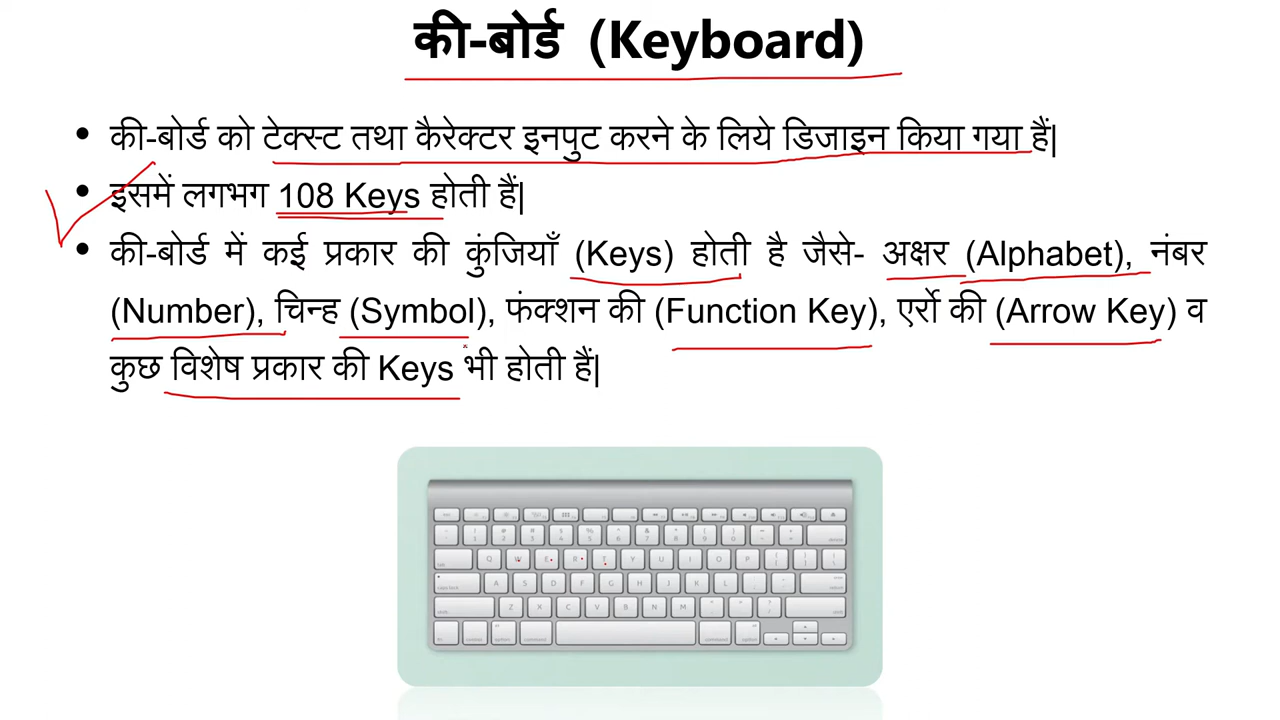 की-बोर्ड (Keyboard)
• की-बोर्ड को टेक्स्ट तथा कैरेक्टर इनपुट करने के लिये डिजाइन किया गया हैं|
• इसमें लगभग 108 Keys होती हैं|
• की-बोर्ड में कई प्रकार की कुंजियाँ (Keys) होती है जैसे- अक्षर (Alphabet), नंबर
(Number), चिन्ह (Symbol), फंक्शन की (Function Key), एर्रो की (Arrow Key) व
कुछ विशेष प्रकार की Keys भी होती हैं|
Q W E R T Y U I O P
A S D F G H J K L
Z X C V B N M